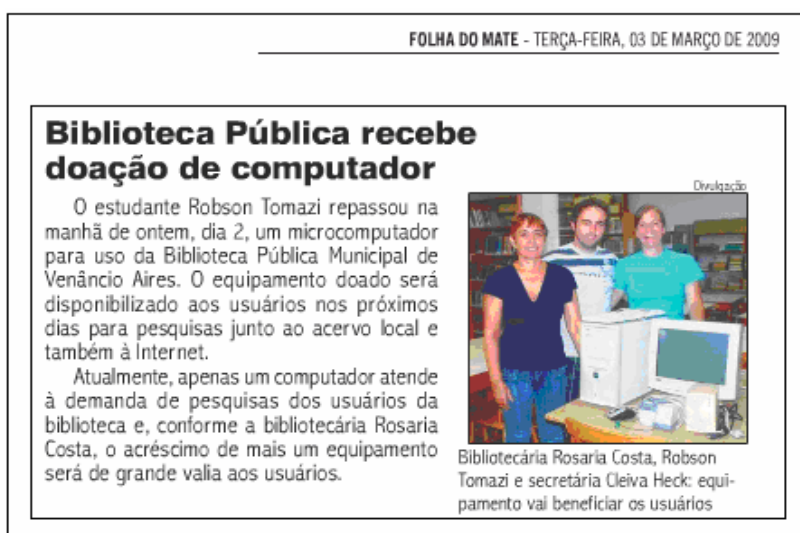 FOLHA DO MATE - TERÇA-FEIRA, 03 DE MARÇO DE 2009
Biblioteca Pública recebe
doação de computador
O estudante Robson Tomazi repassou na
manhã de ontem, dia 2, um microcomputador
para uso da Biblioteca Pública Municipal de
Venâncio Aires. O equipamento doado será
disponibilizado aos usuários nos próximos
dias para pesquisas junto ao acervo local e
também à Internet.
Atualmente, apenas um computador atende
à demanda de pesquisas dos usuários da
biblioteca e, conforme a bibliotecária Rosaria
Costa, o acréscimo de mais um equipamento
será de grande valia aos usuários.
Divulgação
Bibliotecária Rosaria Costa, Robson
Tomazi e secretária Cleiva Heck: equi-
pamento vai beneficiar os usuários